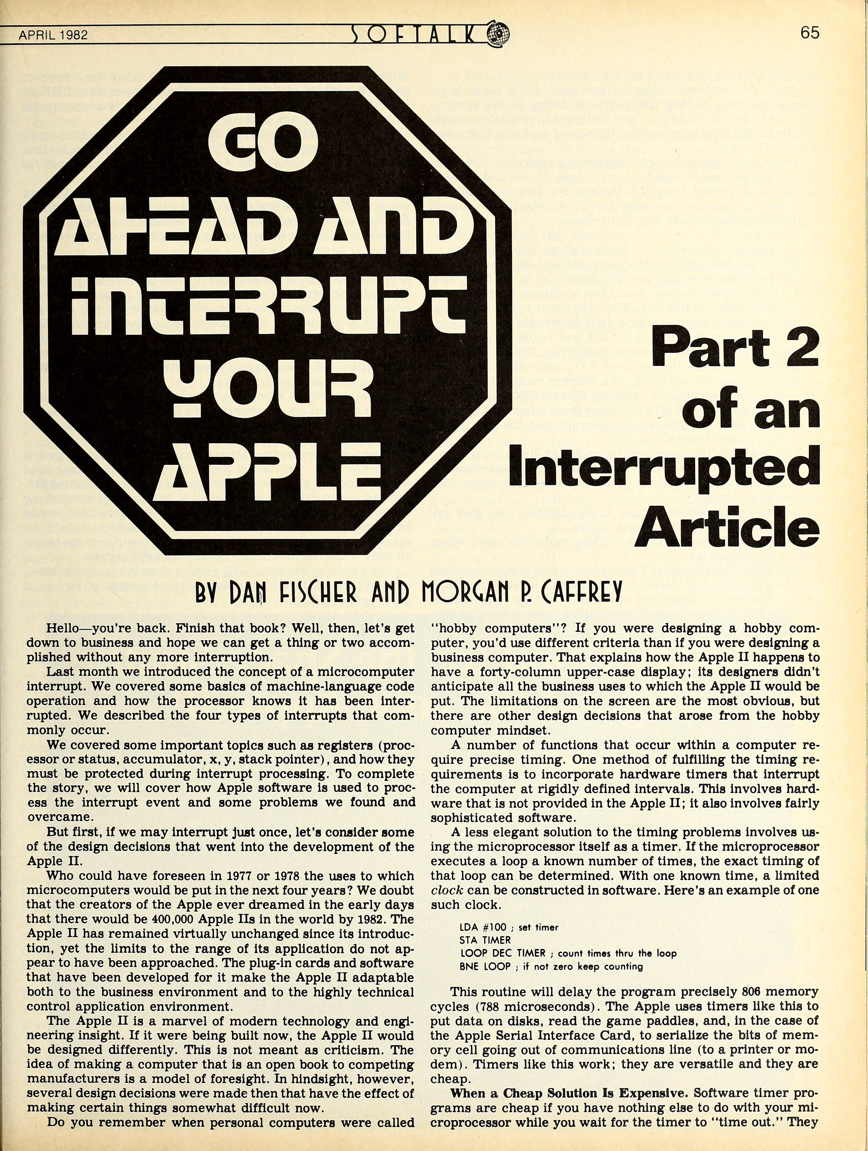 APRIL 1982
SOFTALK
65
GO
AHEAD AND
INTERRUPT
YOUR
APPLE
Part 2
of an
Interrupted
Article
BY DAN FISCHER AND MORGAN P. CAFFREY
Hello—you're back. Finish that book? Well, then, let's get
down to business and hope we can get a thing or two accom-
plished without any more interruption.
Last month we introduced the concept of a microcomputer
interrupt. We covered some basics of machine-language code
operation and how the processor knows it has been inter-
rupted. We described the four types of interrupts that com-
monly occur.
We covered some important topics such as registers (proc-
essor or status, accumulator, x, y, stack pointer), and how they
must be protected during interrupt processing. To complete
the story, we will cover how Apple software is used to proc-
ess the interrupt event and some problems we found and
overcame.
But first, if we may interrupt just once, let's consider some
of the design decisions that went into the development of the
Apple II.
Who could have foreseen in 1977 or 1978 the uses to which
microcomputers would be put in the next four years? We doubt
that the creators of the Apple ever dreamed in the early days
that there would be 400,000 Apple IIs in the world by 1982. The
Apple II has remained virtually unchanged since its introduc-
tion, yet the limits to the range of its application do not ap-
pear to have been approached. The plug-in cards and software
that have been developed for it make the Apple II adaptable
both to the business environment and to the highly technical
control application environment.
The Apple II is a marvel of modern technology and engi-
neering insight. If it were being built now, the Apple II would
be designed differently. This is not meant as criticism. The
idea of making a computer that is an open book to competing
manufacturers is a model of foresight. In hindsight, however,
several design decisions were made then that have the effect of
making certain things somewhat difficult now.
Do you remember when personal computers were called
"hobby computers"? If you were designing a hobby com-
puter, you'd use different criteria than if you were designing a
business computer. That explains how the Apple II happens to
have a forty-column upper-case display; its designers didn't
anticipate all the business uses to which the Apple II would be
put. The limitations on the screen are the most obvious, but
there are other design decisions that arose from the hobby
computer mindset.
A number of functions that occur within a computer re-
quire precise timing. One method of fulfilling the timing re-
quirements is to incorporate hardware timers that interrupt
the computer at rigidly defined intervals. This involves hard-
ware that is not provided in the Apple II; it also involves fairly
sophisticated software.
A less elegant solution to the timing problems involves us-
ing the microprocessor itself as a timer. If the microprocessor
executes a loop a known number of times, the exact timing of
that loop can be determined. With one known time, a limited
clock can be constructed in software. Here's an example of one
such clock.
LDA #100 ; set timer
STA TIMER
LOOP DEC TIMER ; count times thru the loop
BNE LOOP ; if not zero keep counting
This routine will delay the program precisely 806 memory
cycles (788 microseconds). The Apple uses timers like this to
put data on disks, read the game paddles, and, in the case of
the Apple Serial Interface Card, to serialize the bits of mem-
ory cell going out of communications line (to a printer or mo-
dem). Timers like this work; they are versatile and they are
cheap.
When a Cheap Solution Is Expensive. Software timer pro-
grams are cheap if you have nothing else to do with your mi-
croprocessor while you wait for the timer to "time out." They